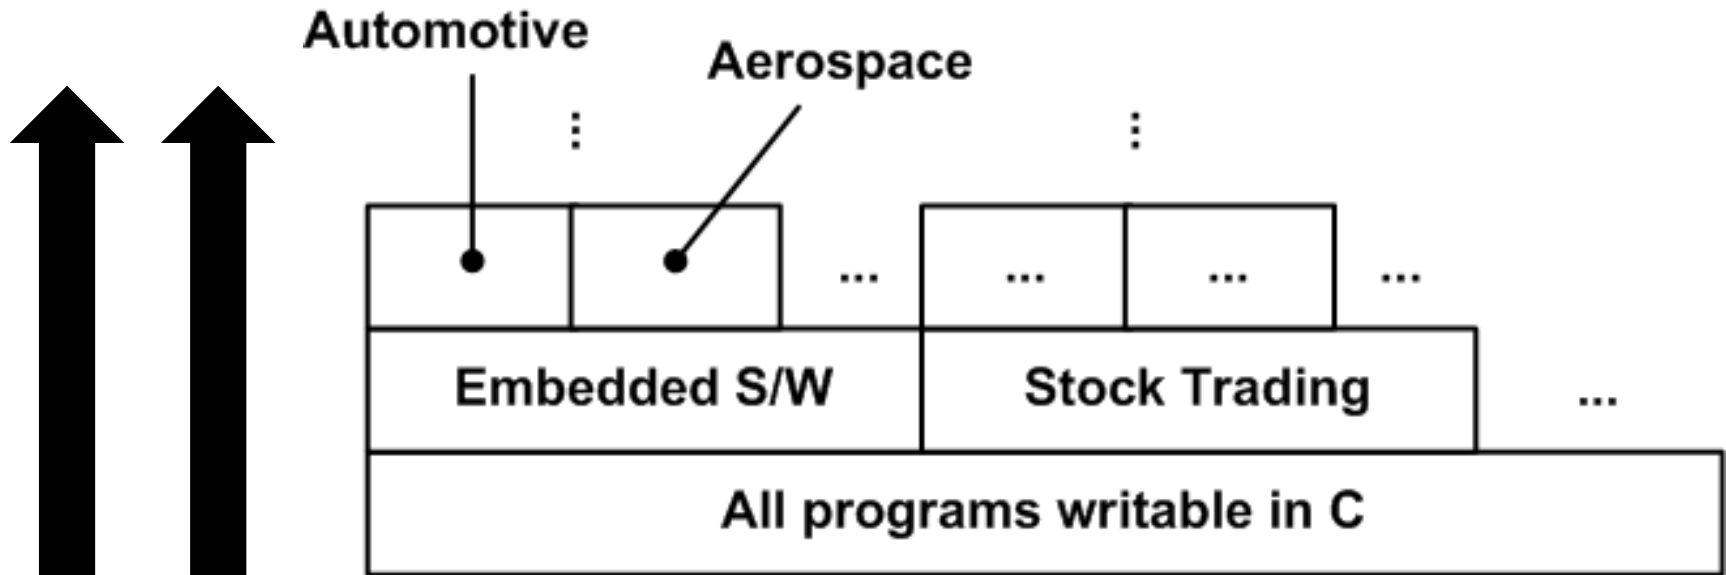 Automotive
Aerospace
⋮ ⋮
... ... ... ...
Embedded S/W Stock Trading ...
All programs writable in C